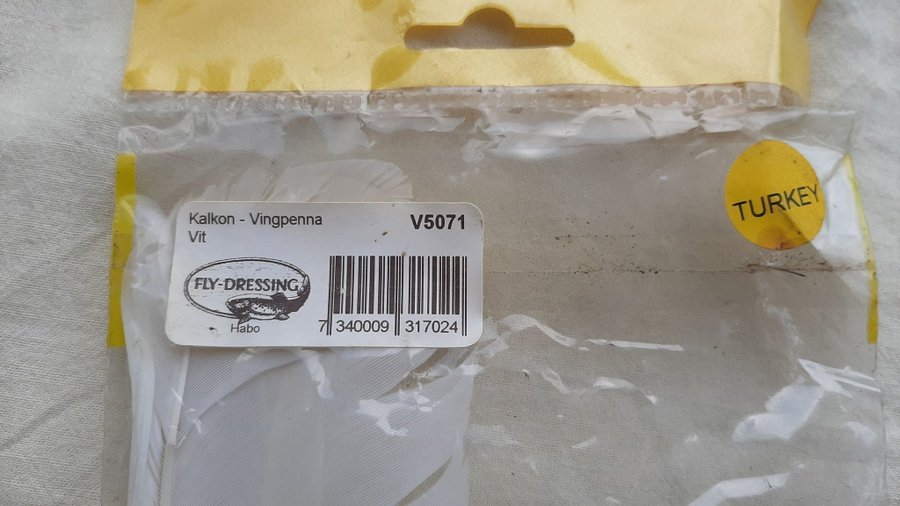 TURKEY
Kalkon - Vingpenna V5071
Vit
FLY-DRESSING
Habo
7 340009 317024